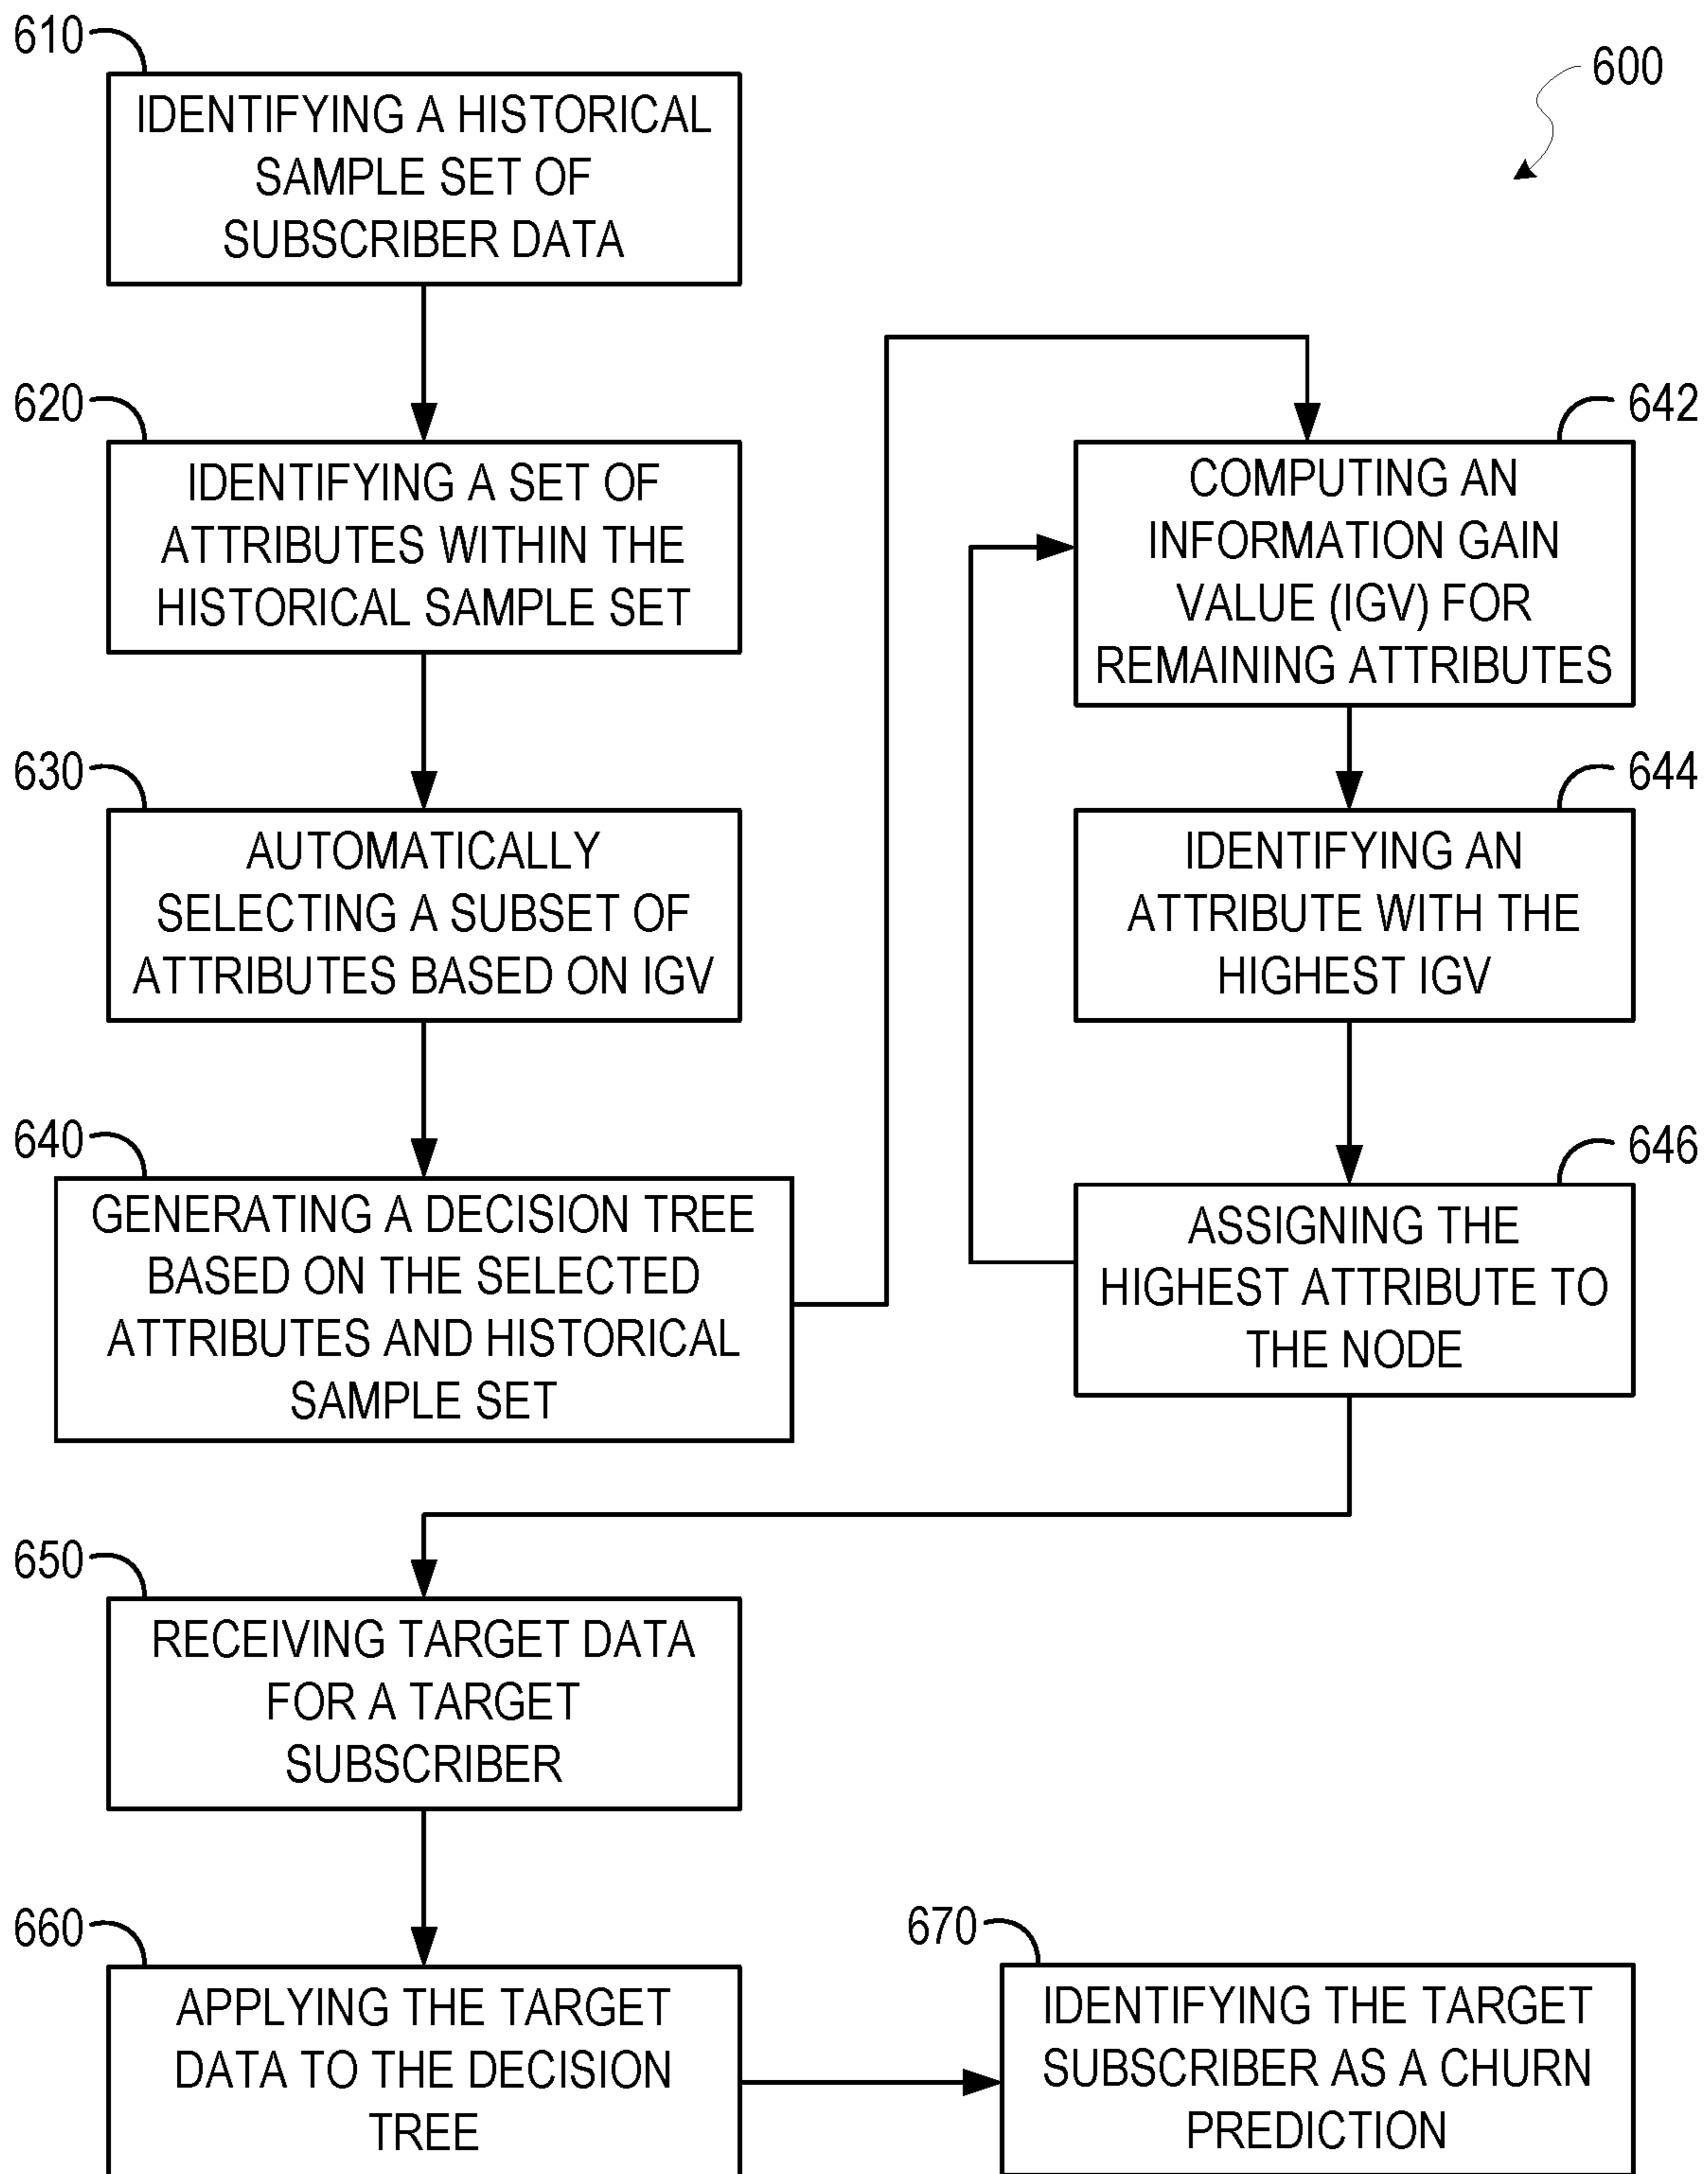 600
610
IDENTIFYING A HISTORICAL
SAMPLE SET OF
SUBSCRIBER DATA
620
IDENTIFYING A SET OF
ATTRIBUTES WITHIN THE
HISTORICAL SAMPLE SET
630
AUTOMATICALLY
SELECTING A SUBSET OF
ATTRIBUTES BASED ON IGV
640
GENERATING A DECISION TREE
BASED ON THE SELECTED
ATTRIBUTES AND HISTORICAL
SAMPLE SET
642
COMPUTING AN
INFORMATION GAIN
VALUE (IGV) FOR
REMAINING ATTRIBUTES
644
IDENTIFYING AN
ATTRIBUTE WITH THE
HIGHEST IGV
646
ASSIGNING THE
HIGHEST ATTRIBUTE TO
THE NODE
650
RECEIVING TARGET DATA
FOR A TARGET
SUBSCRIBER
660
APPLYING THE TARGET
DATA TO THE DECISION
TREE
670
IDENTIFYING THE TARGET
SUBSCRIBER AS A CHURN
PREDICTION